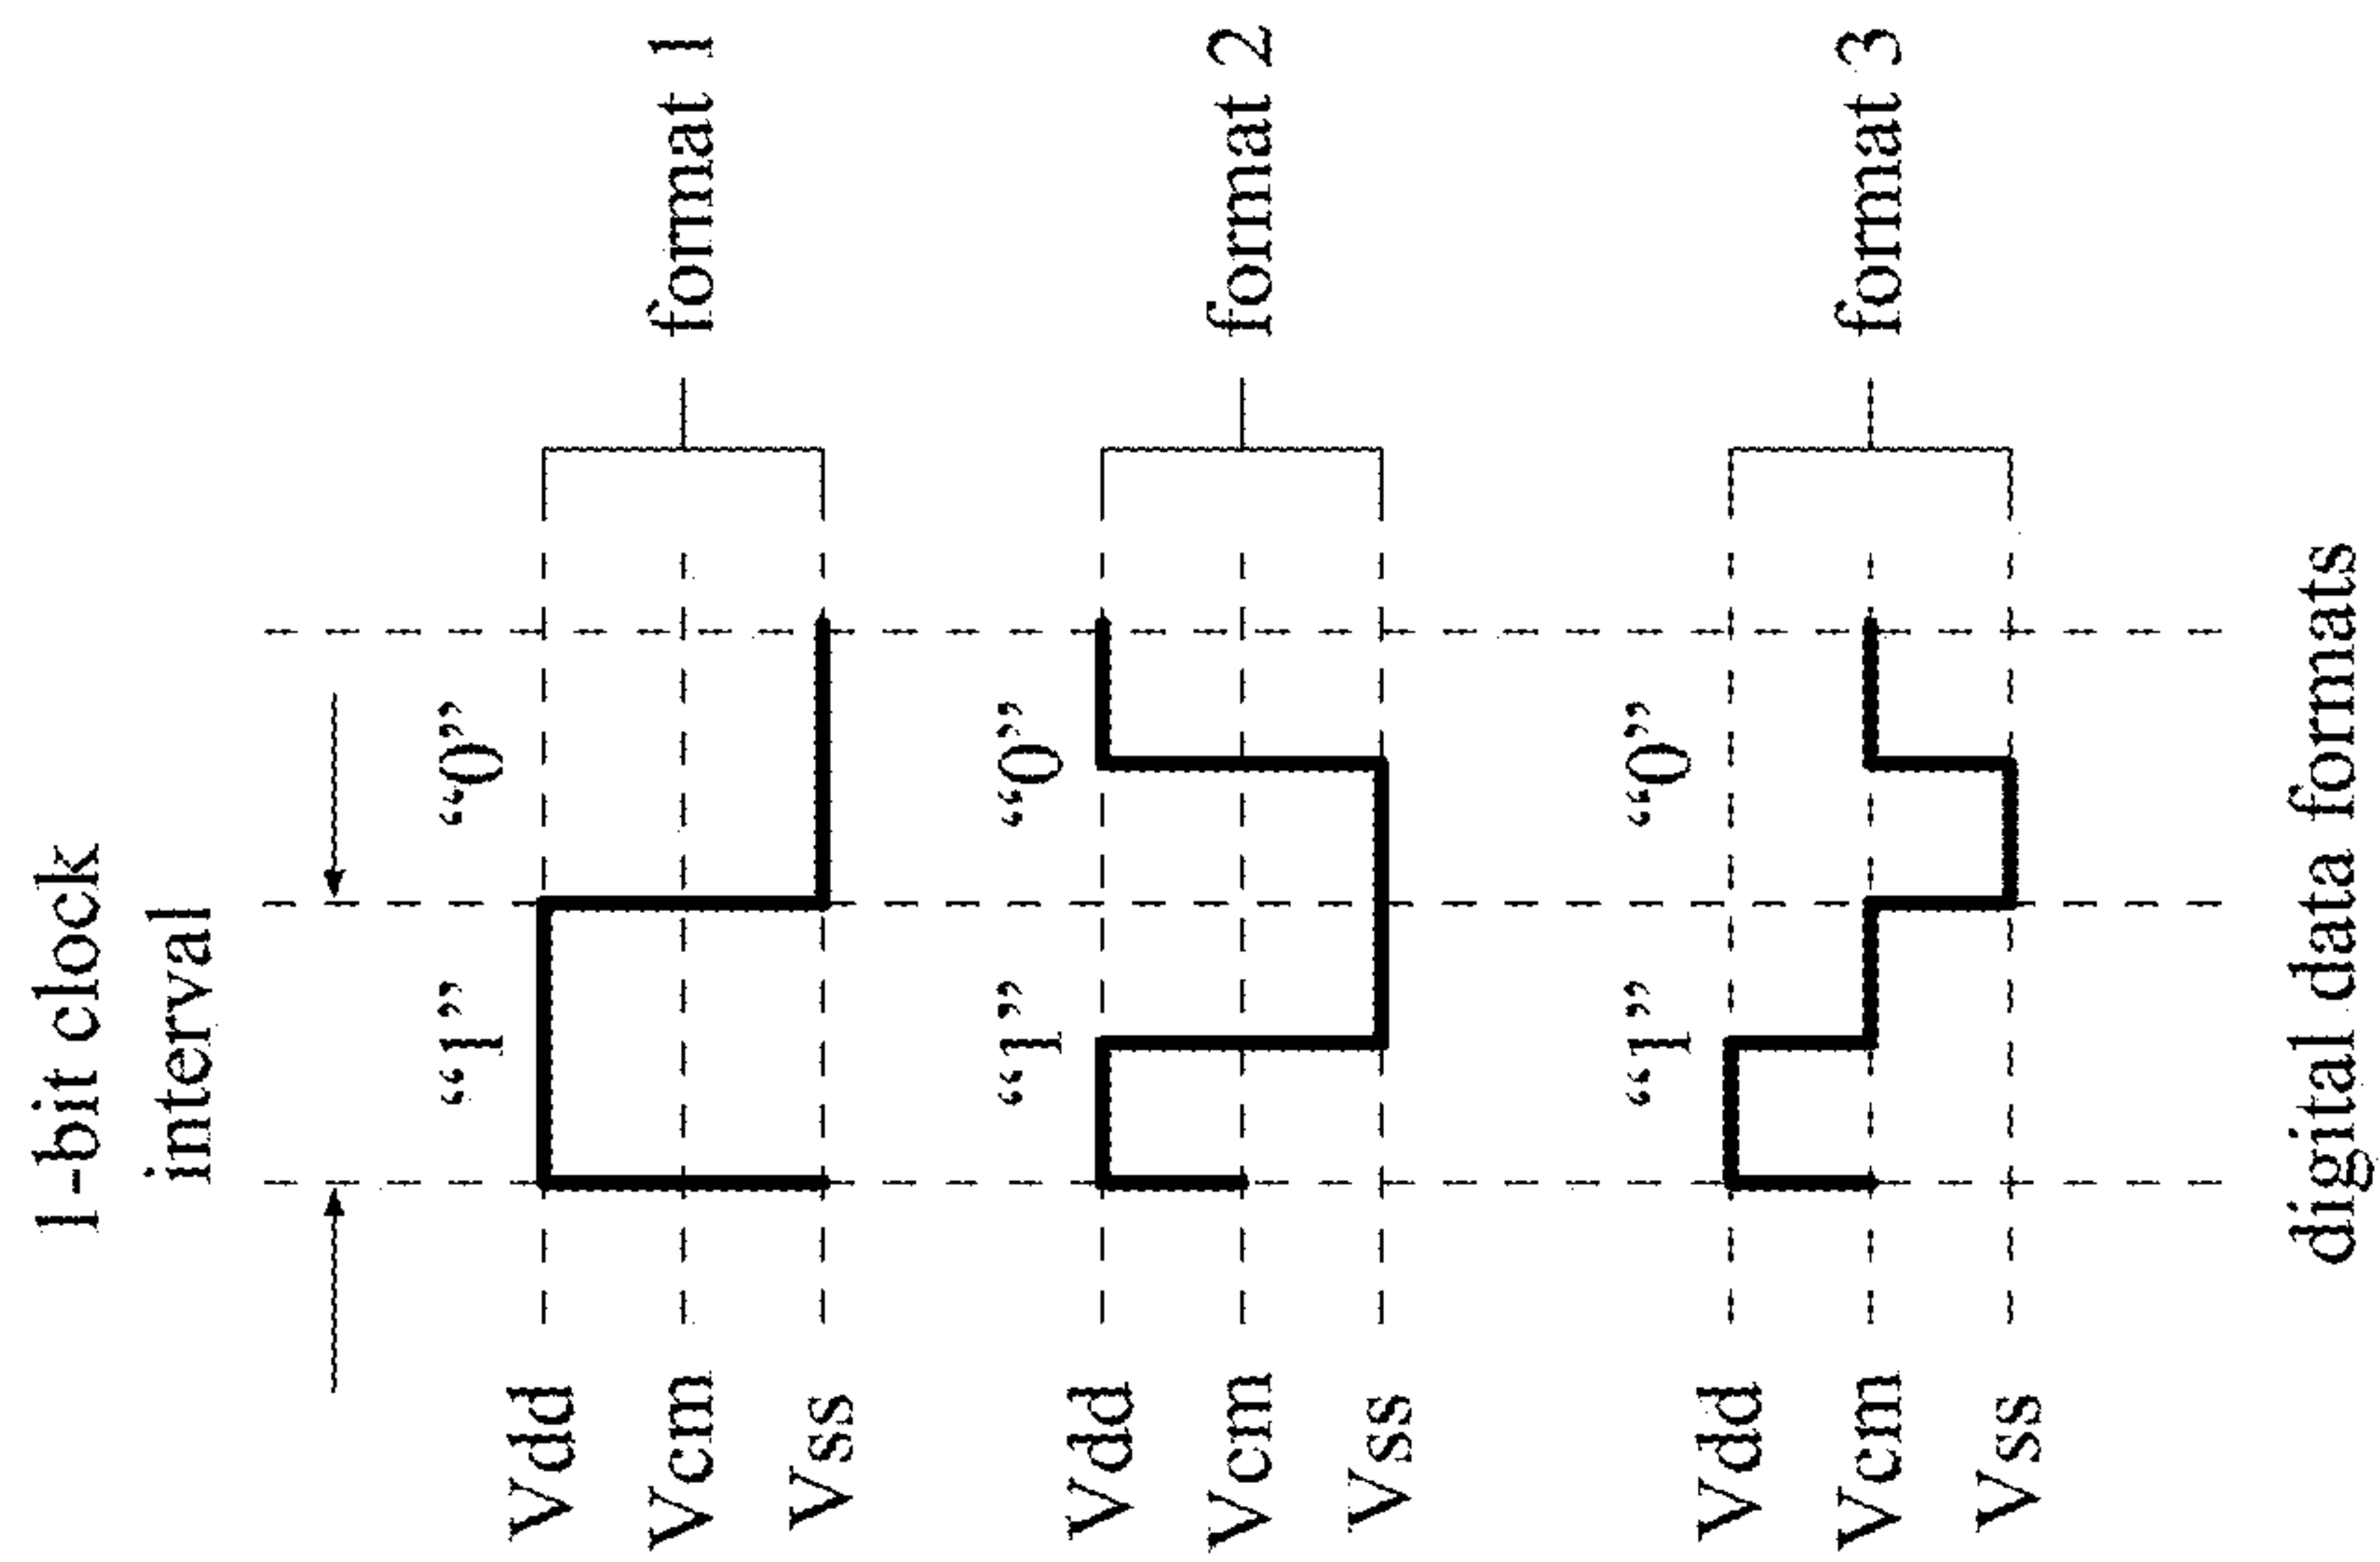 1-bit clock
interval
“1” “0”
Vdd
Vcm
Vss
format 1
“1” “0”
Vdd
Vcm
Vss
format 2
“1” “0”
Vdd
Vcm
Vss
format 3
digital data formats